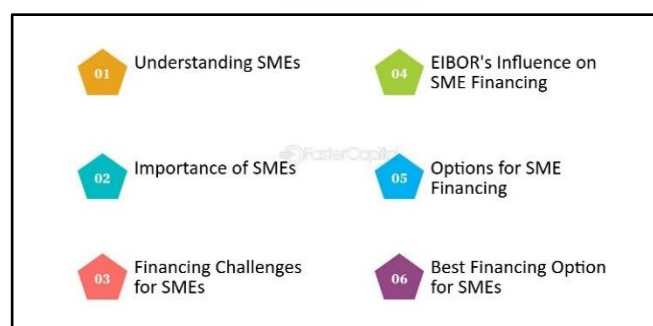 01
Understanding SMEs
02
Importance of SMEs
03
Financing Challenges
for SMEs
04
EIBOR's Influence on
SME Financing
05
Options for SME
Financing
06
Best Financing Option
for SMEs
FasterCapital